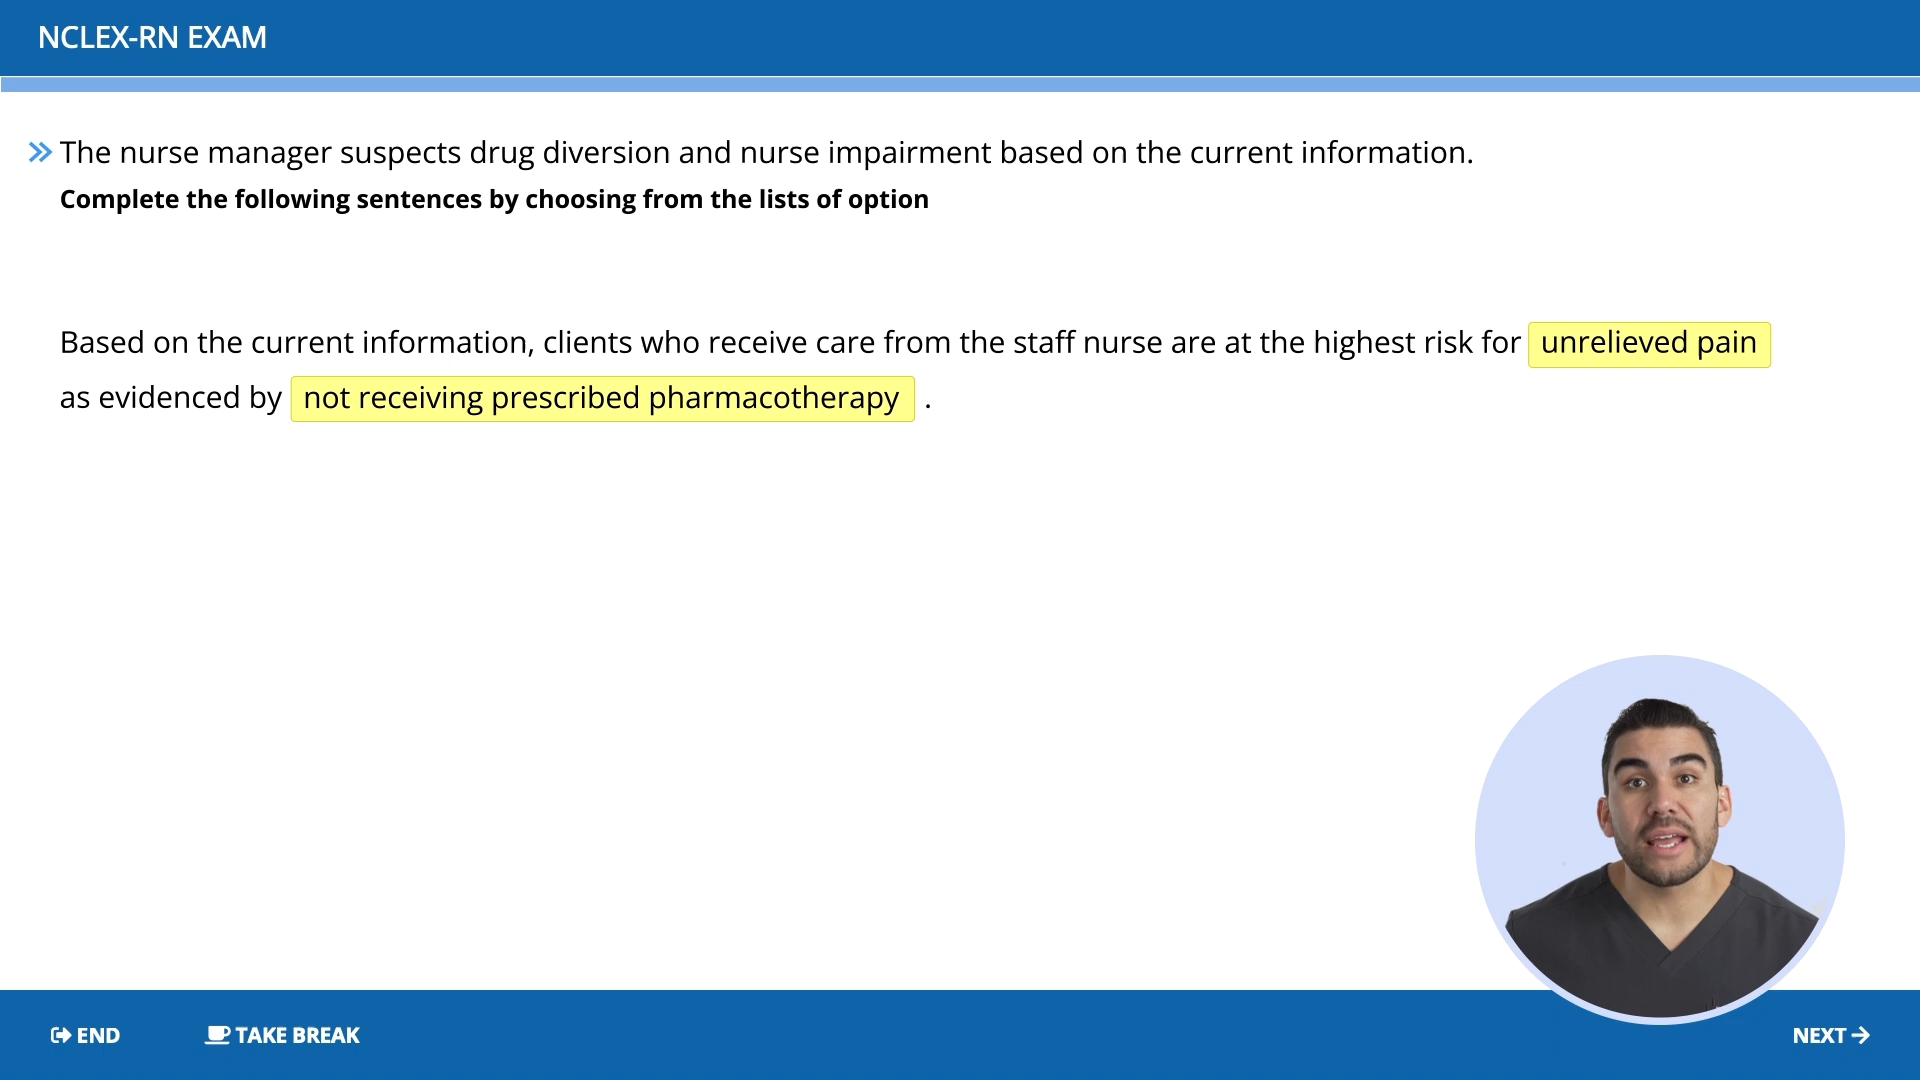 NCLEX-RN EXAM
The nurse manager suspects drug diversion and nurse impairment based on the current information.
Complete the following sentences by choosing from the lists of option
Based on the current information, clients who receive care from the staff nurse are at the highest risk for unrelieved pain
as evidenced by not receiving prescribed pharmacotherapy .
END TAKE BREAK NEXT